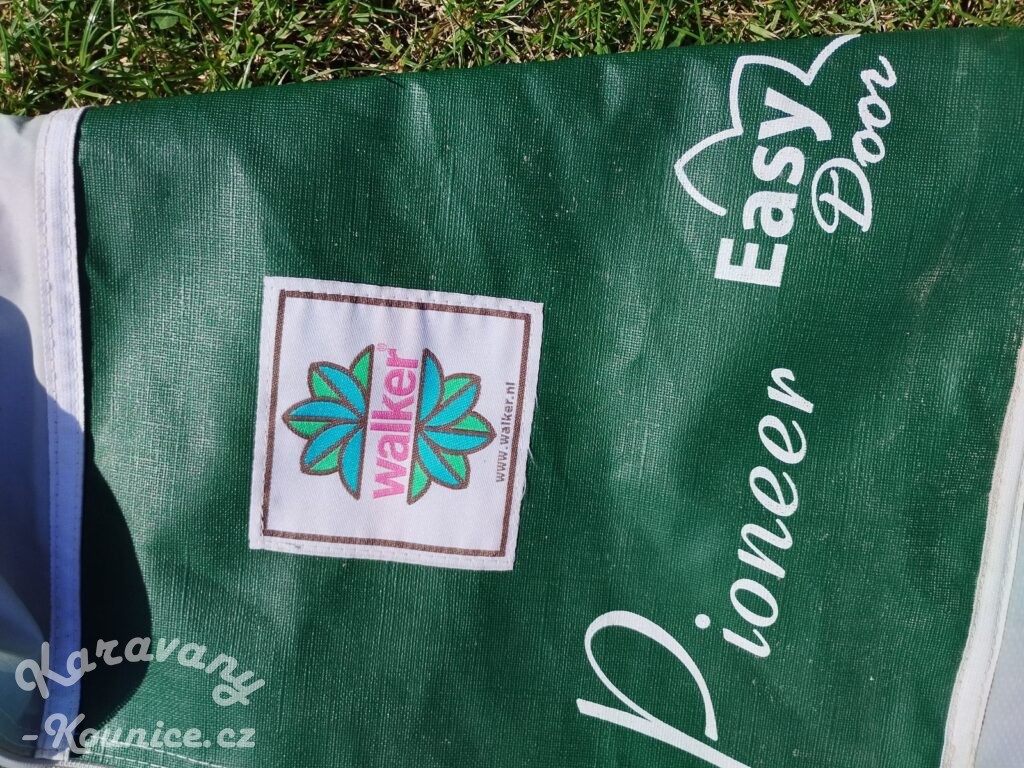 Easy
Door
Pioneer
walker®
www.walker.nl
Karavany
-Kounice.cz